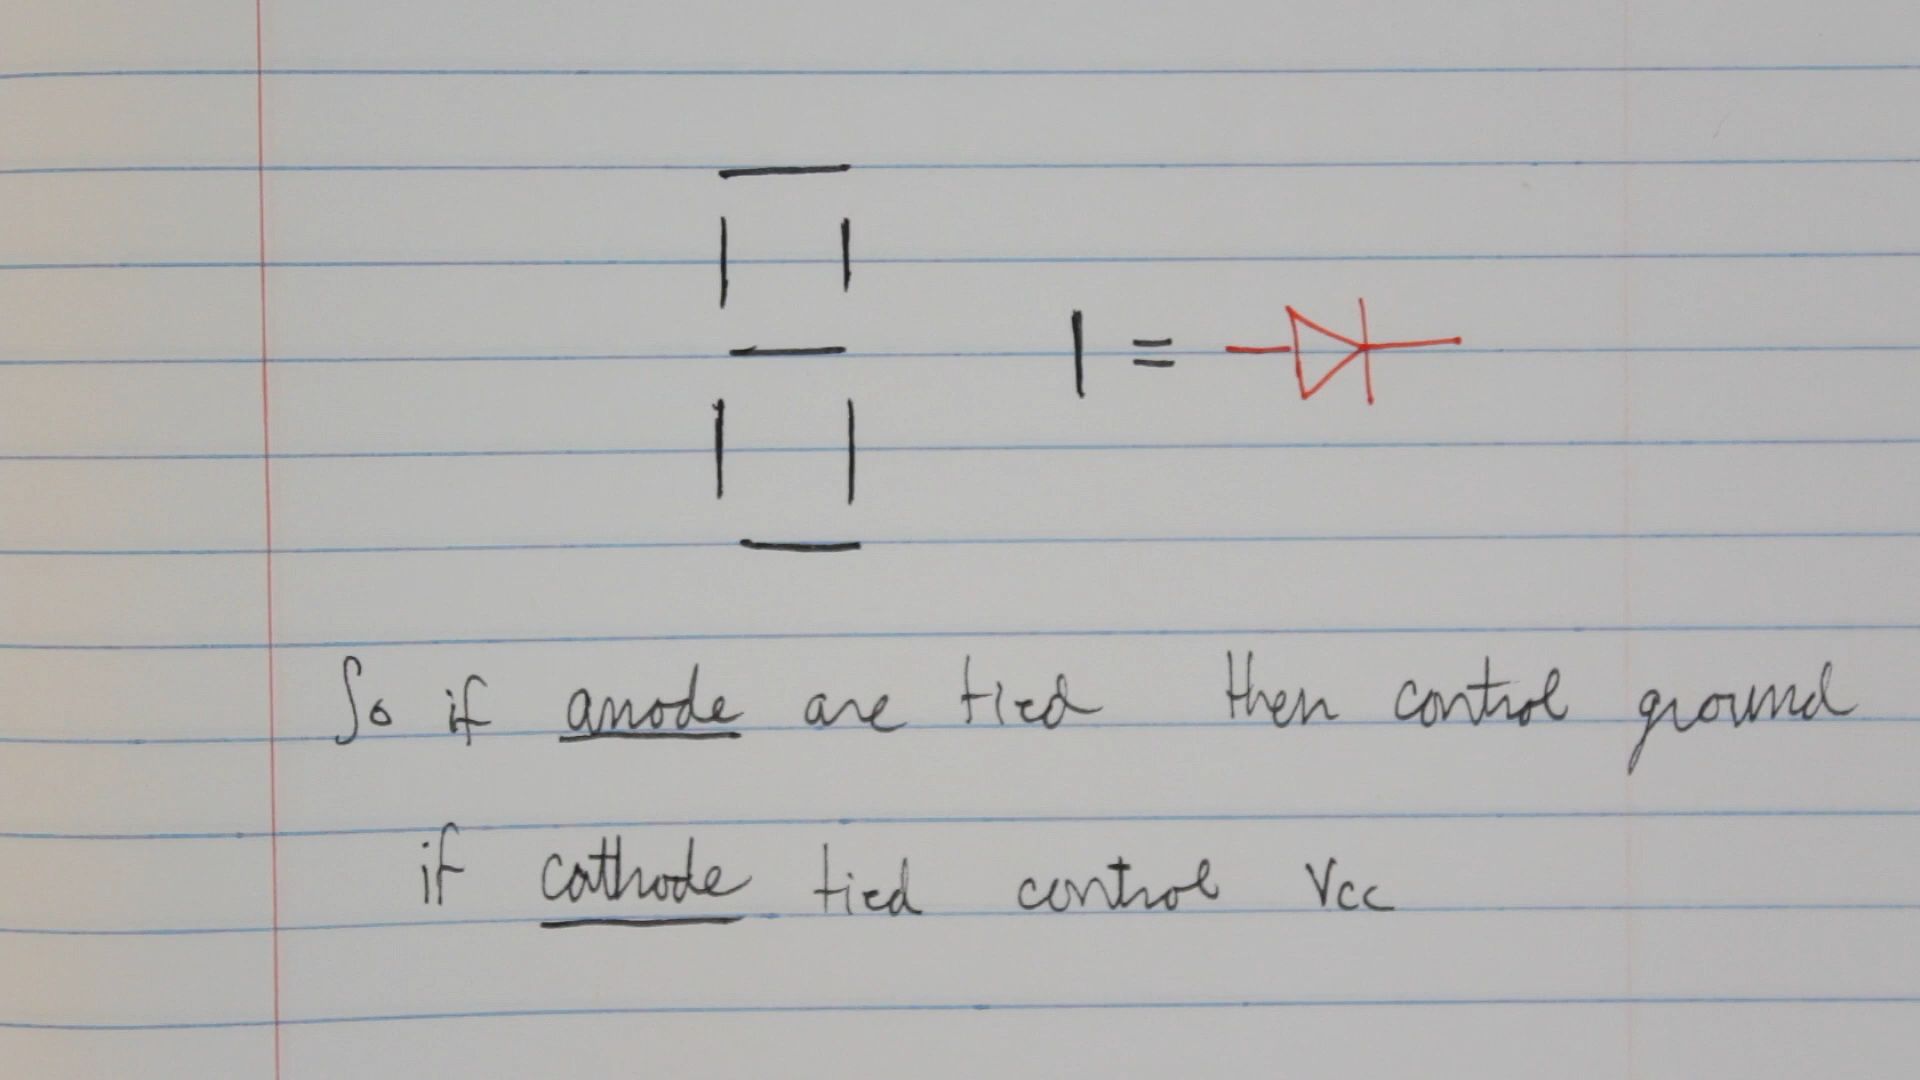 | =
So if anode are tied then control ground
if cathode tied control Vcc